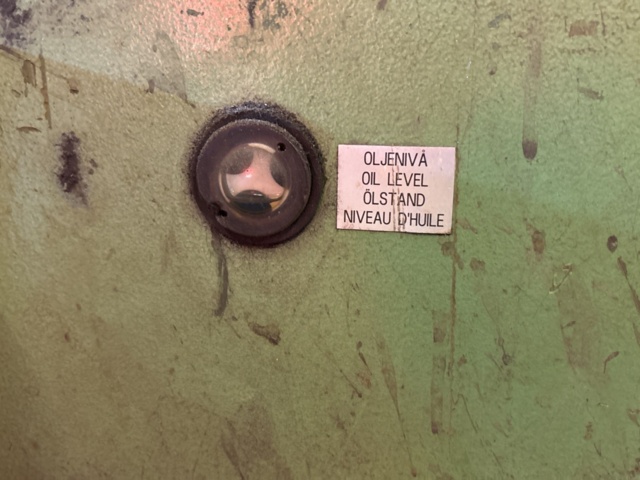 OLJENIVÅ
OIL LEVEL
ÖLSTAND
NIVEAU D'HUILE